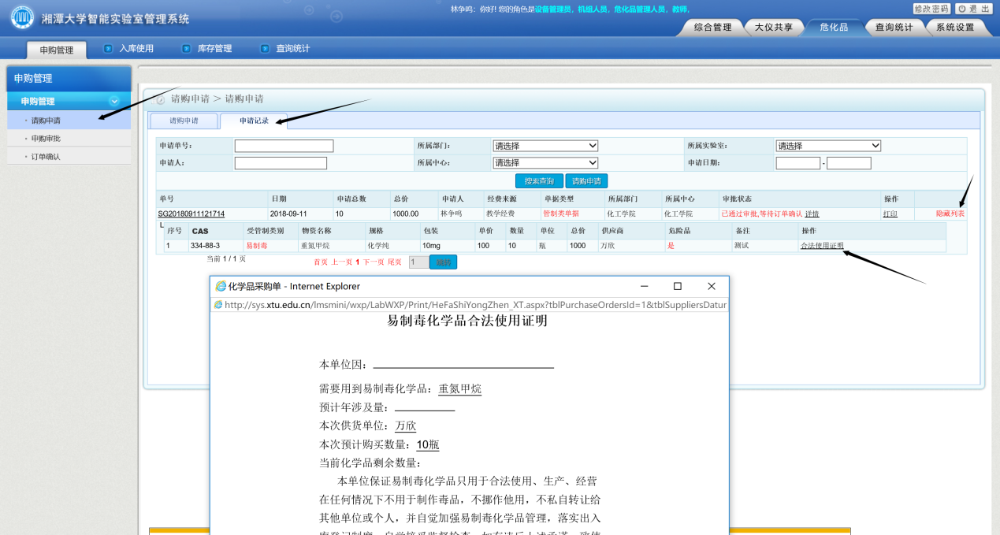 湘潭大学智能实验室管理系统
林争鸣：你好! 您的角色是设备管理员，机组人员，危化品管理人员，教师，
修改密码 退 出
综合管理 大仪共享 危化品 查询统计 系统设置
申购管理 入库使用 库存管理 查询统计
申购管理
申购管理
请购申请
申购审批
订单确认
请购申请 > 请购申请
请购申请 申请记录
申请单号： 所属部门： 请选择 所属实验室： 请选择
申请人： 所属中心： 请选择 申请日期： -
搜索查询 请购申请
单号 日期 申请总数 总价 申请人 经费来源 单据类型 所属部门 所属中心 审批状态 操作
SG20180911121714 2018-09-11 10 1000.00 林争鸣 教学经费 管制类单据 化工学院 化工学院 已通过审批,等待订单确认 详情 打印 隐藏列表
序号 CAS 受管制类别 物资名称 规格 包装 单价 数量 单位 总价 供应商 危险品 备注 操作
1 334-88-3 易制毒 重氮甲烷 化学纯 10mg 100 10 瓶 1000 万欣 是 测试 合法使用证明
当前 1 / 1 页 首页 上一页 1 下一页 尾页 1 跳转
化学品采购单 - Internet Explorer
http://sys.xtu.edu.cn/lmsmini/wxp/LabWXP/Print/HeFaShiYongZhen_XT.aspx?tblPurchaseOrdersId=1&tblSuppliersDatur
易制毒化学品合法使用证明
本单位因：
需要用到易制毒化学品：重氮甲烷
预计年涉及量：
本次供货单位：万欣
本次预计购买数量：10瓶
当前化学品剩余数量：
本单位保证易制毒化学品只用于合法使用、生产、经营
在任何情况下不用于制作毒品，不挪作他用，不私自转让给
其他单位或个人，并自觉加强易制毒化学品管理，落实出入